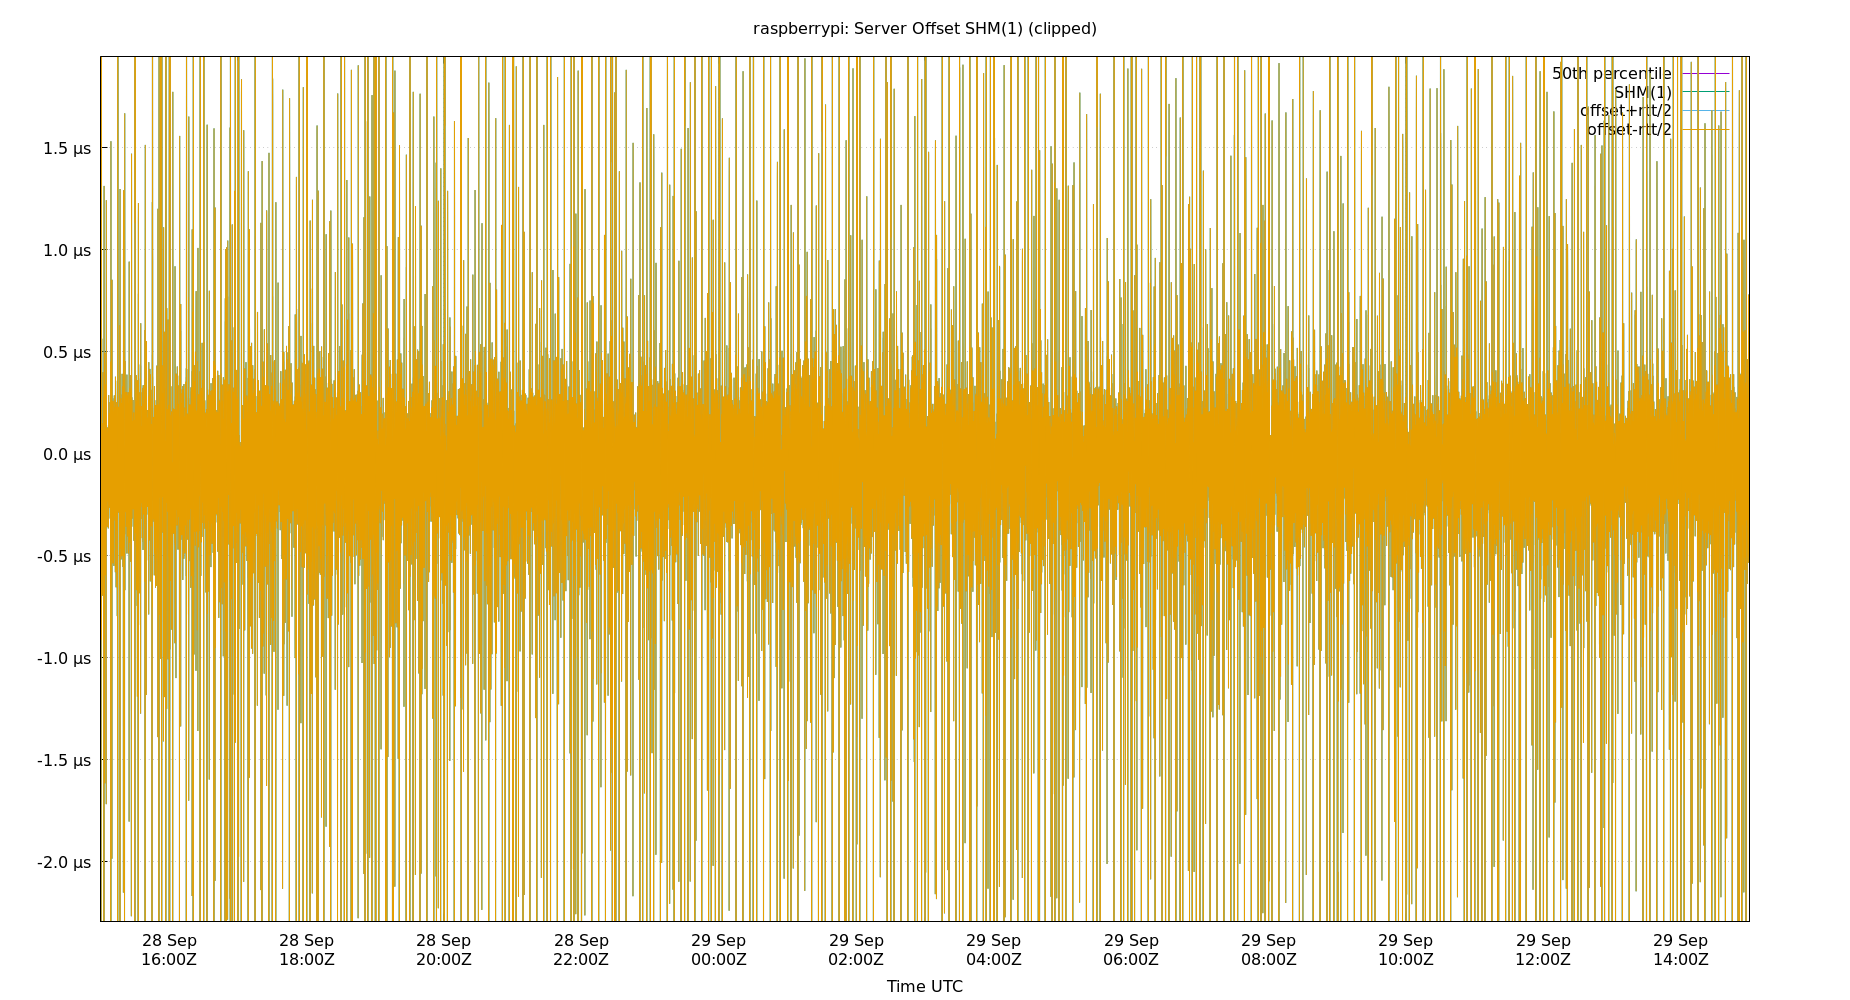 raspberrypi: Server Offset SHM(1) (clipped)
50th percentile
SHM(1)
offset+rtt/2
offset-rtt/2
1.5 µs
1.0 µs
0.5 µs
0.0 µs
-0.5 µs
-1.0 µs
-1.5 µs
-2.0 µs
28 Sep 28 Sep 28 Sep 28 Sep 29 Sep 29 Sep 29 Sep 29 Sep 29 Sep 29 Sep 29 Sep 29 Sep
16:00Z 18:00Z 20:00Z 22:00Z 00:00Z 02:00Z 04:00Z 06:00Z 08:00Z 10:00Z 12:00Z 14:00Z
Time UTC